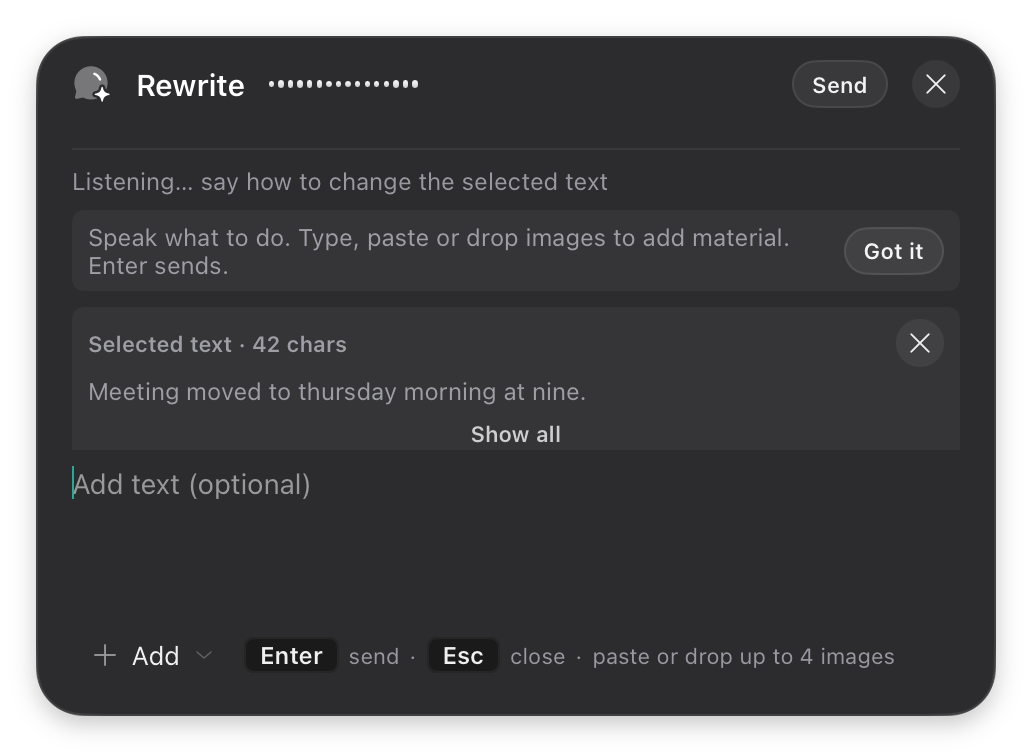 Rewrite
Send
Listening... say how to change the selected text
Speak what to do. Type, paste or drop images to add material.
Enter sends.
Got it
Selected text · 42 chars
Meeting moved to thursday morning at nine.
Show all
Add text (optional)
Add Enter send · Esc close · paste or drop up to 4 images